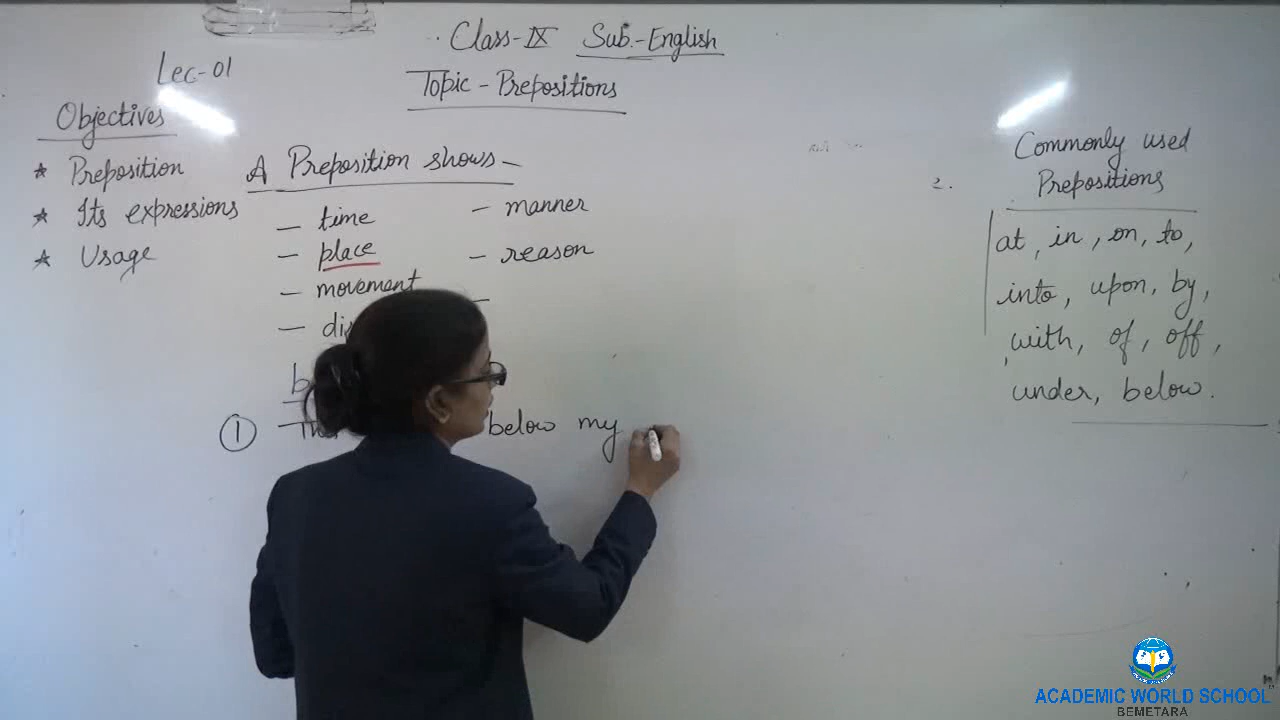 Class-IX Sub.-English
Lec-01
Topic - Prepositions
Objectives
* Preposition
* Its expressions
* Usage
A Preposition shows -
- time
- place
- movement
- manner
- reason
-
1 below my
2.
Commonly used
Prepositions
at, in, on, to,
into, upon, by,
with, of, off,
under, below.
ACADEMIC WORLD SCHOOL
BEMETARA